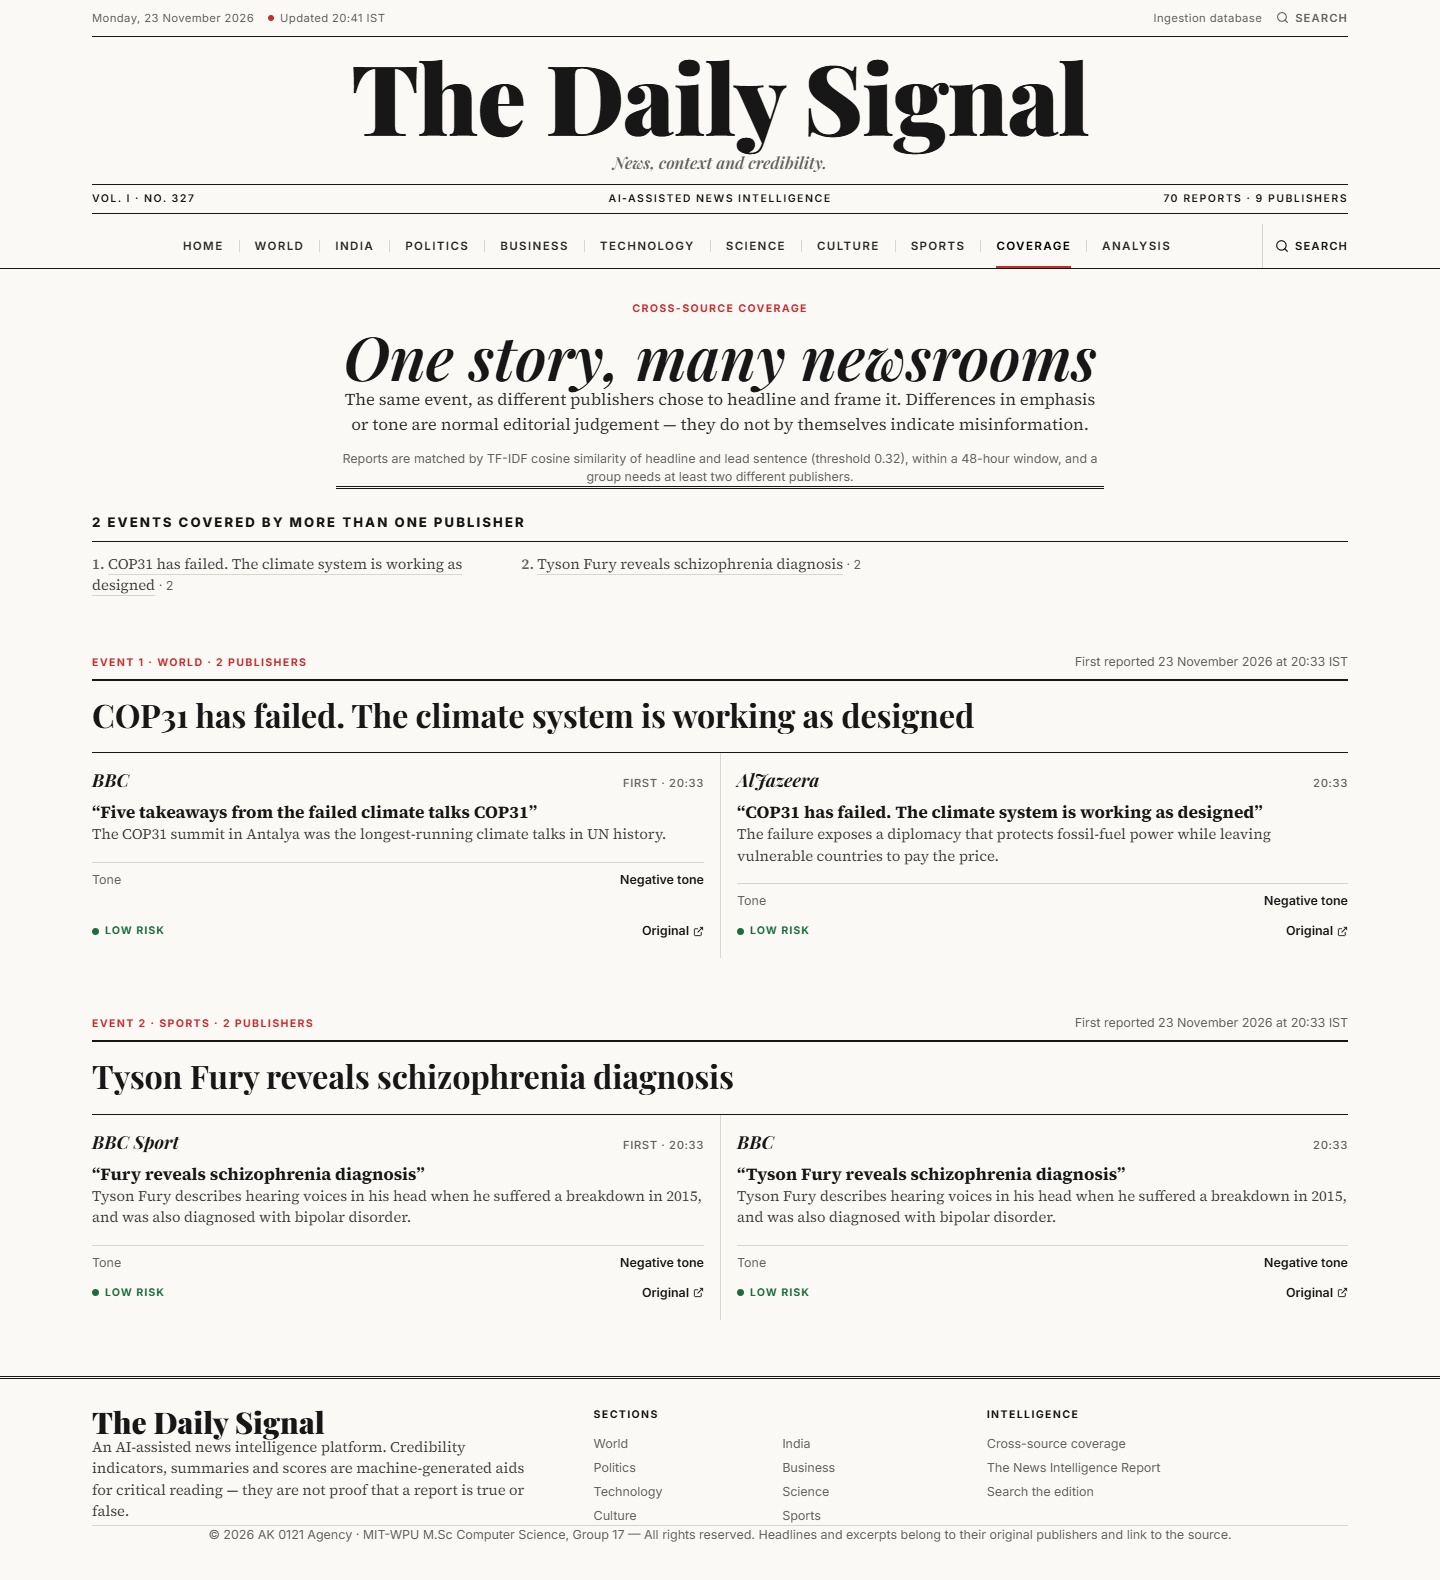 Monday, 23 November 2026 Updated 20:41 IST
Ingestion database SEARCH
The Daily Signal
News, context and credibility.
VOL. I · NO. 327
AI-ASSISTED NEWS INTELLIGENCE
70 REPORTS · 9 PUBLISHERS
HOME WORLD INDIA POLITICS BUSINESS TECHNOLOGY SCIENCE CULTURE SPORTS COVERAGE ANALYSIS SEARCH
CROSS-SOURCE COVERAGE
One story, many newsrooms
The same event, as different publishers chose to headline and frame it. Differences in emphasis
or tone are normal editorial judgement — they do not by themselves indicate misinformation.
Reports are matched by TF-IDF cosine similarity of headline and lead sentence (threshold 0.32), within a 48-hour window, and a
group needs at least two different publishers.
2 EVENTS COVERED BY MORE THAN ONE PUBLISHER
1. COP31 has failed. The climate system is working as
designed · 2
2. Tyson Fury reveals schizophrenia diagnosis · 2
EVENT 1 · WORLD · 2 PUBLISHERS
First reported 23 November 2026 at 20:33 IST
COP31 has failed. The climate system is working as designed
BBC
FIRST · 20:33
“Five takeaways from the failed climate talks COP31”
The COP31 summit in Antalya was the longest-running climate talks in UN history.
Tone
Negative tone
LOW RISK
Original
AlJazeera
20:33
“COP31 has failed. The climate system is working as designed”
The failure exposes a diplomacy that protects fossil-fuel power while leaving
vulnerable countries to pay the price.
Tone
Negative tone
LOW RISK
Original
EVENT 2 · SPORTS · 2 PUBLISHERS
First reported 23 November 2026 at 20:33 IST
Tyson Fury reveals schizophrenia diagnosis
BBC Sport
FIRST · 20:33
“Fury reveals schizophrenia diagnosis”
Tyson Fury describes hearing voices in his head when he suffered a breakdown in 2015,
and was also diagnosed with bipolar disorder.
Tone
Negative tone
LOW RISK
Original
BBC
20:33
“Tyson Fury reveals schizophrenia diagnosis”
Tyson Fury describes hearing voices in his head when he suffered a breakdown in 2015,
and was also diagnosed with bipolar disorder.
Tone
Negative tone
LOW RISK
Original
The Daily Signal
An AI-assisted news intelligence platform. Credibility
indicators, summaries and scores are machine-generated aids
for critical reading — they are not proof that a report is true or
false.
SECTIONS
World
India
Politics
Business
Technology
Science
Culture
Sports
INTELLIGENCE
Cross-source coverage
The News Intelligence Report
Search the edition
© 2026 AK 0121 Agency · MIT-WPU M.Sc Computer Science, Group 17 — All rights reserved. Headlines and excerpts belong to their original publishers and link to the source.